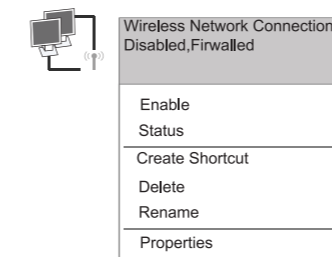 Wireless Network Connection
Disabled,Firwalled
Enable
Status
Create Shortcut
Delete
Rename
Properties